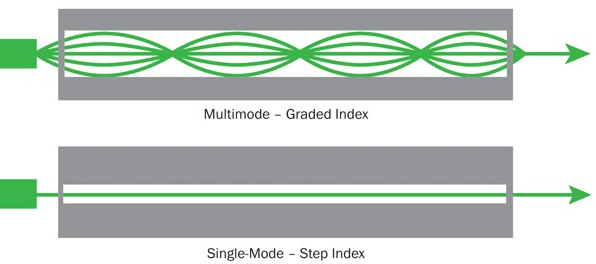 Multimode – Graded Index
Single-Mode – Step Index